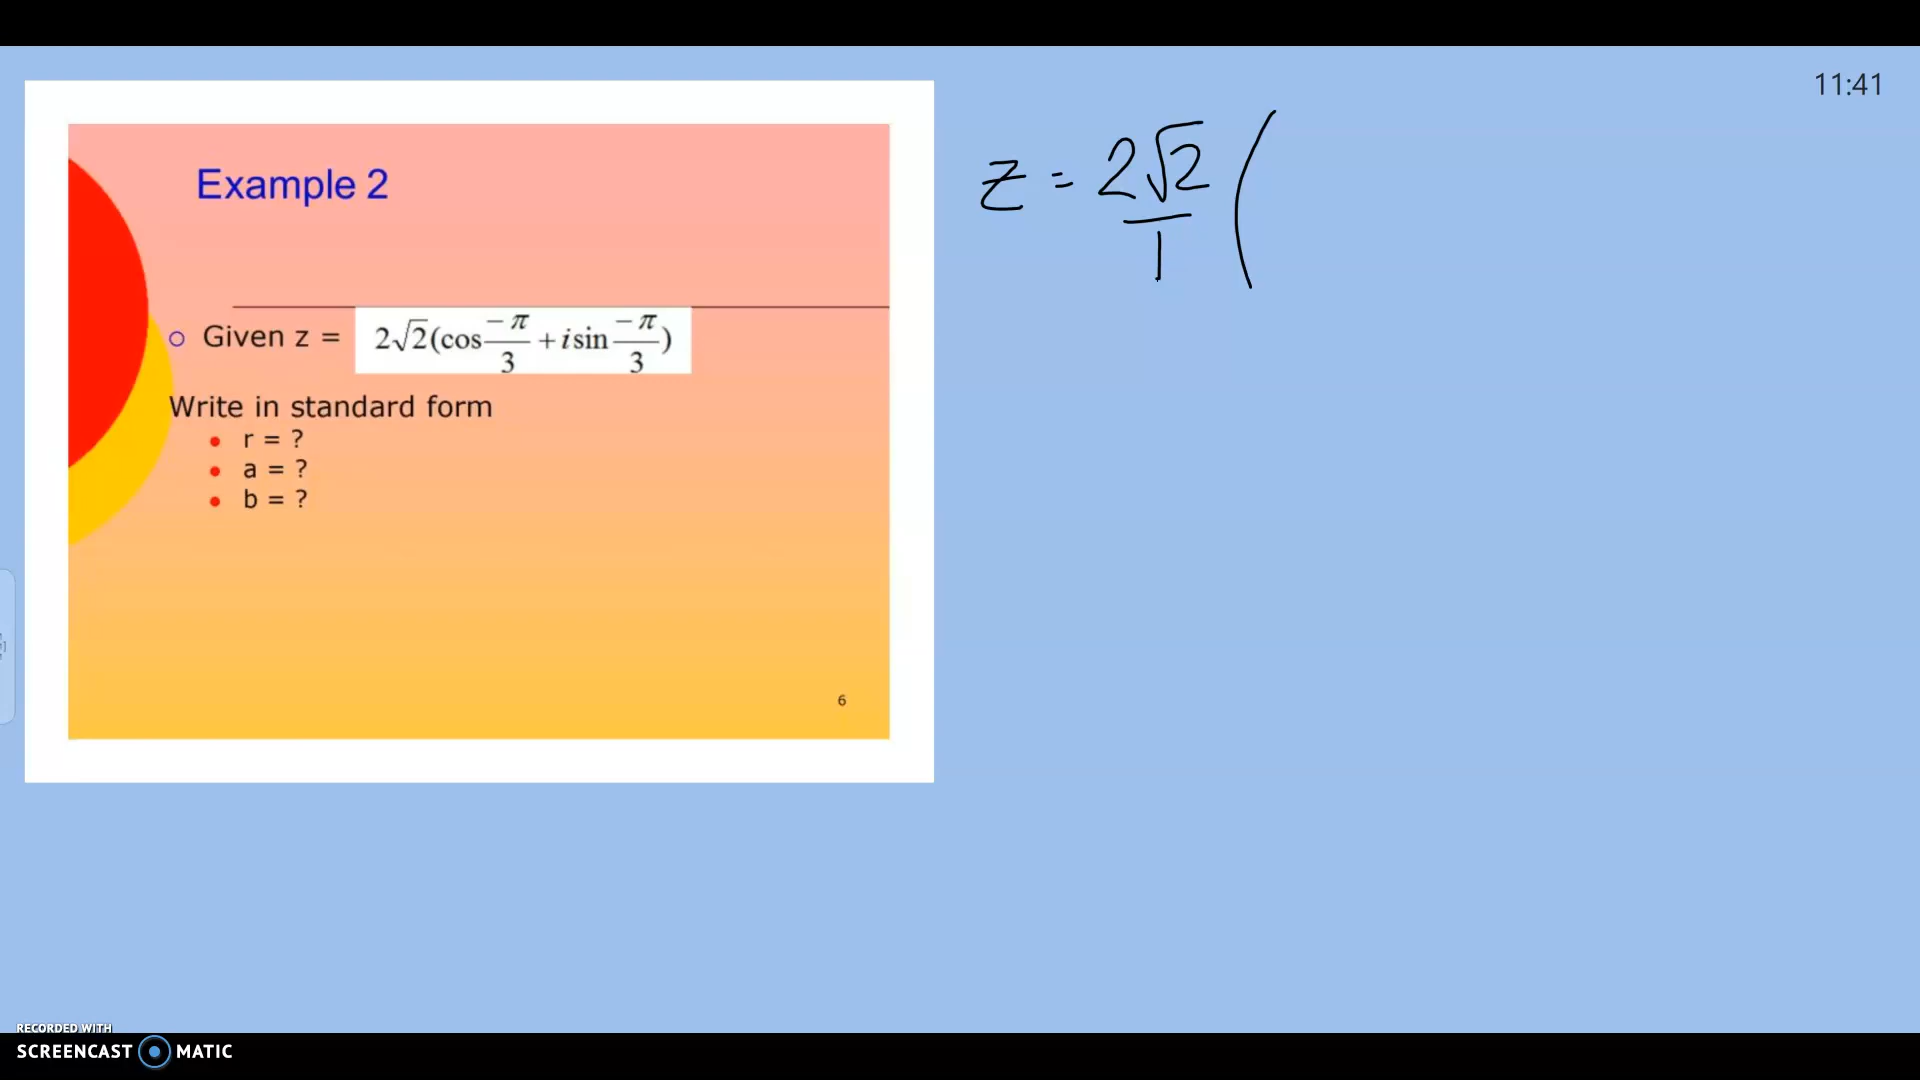 11:41
Example 2
Given z = 2√2(cos -π/3 + i sin -π/3)
Write in standard form
• r = ?
• a = ?
• b = ?
6
z = 2√2/1 (
RECORDED WITH
SCREENCAST MATIC